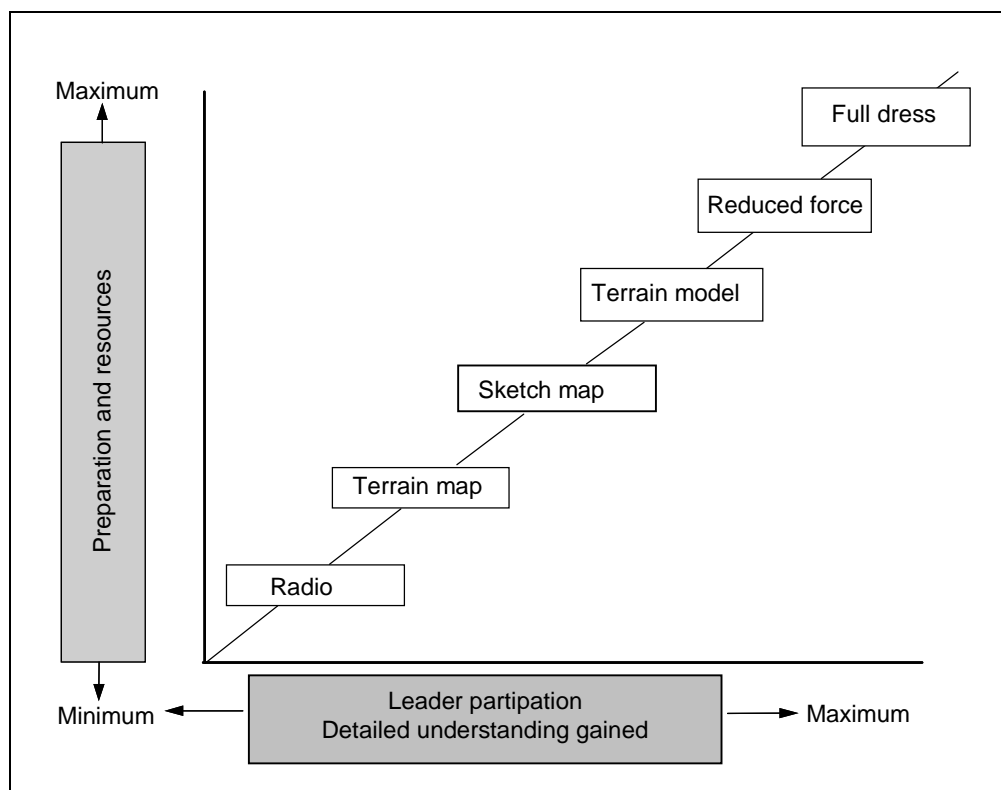 Maximum
Full dress
Reduced force
Terrain model
Sketch map
Terrain map
Radio
Preparation and resources
Minimum
Leader partipation
Detailed understanding gained
Maximum